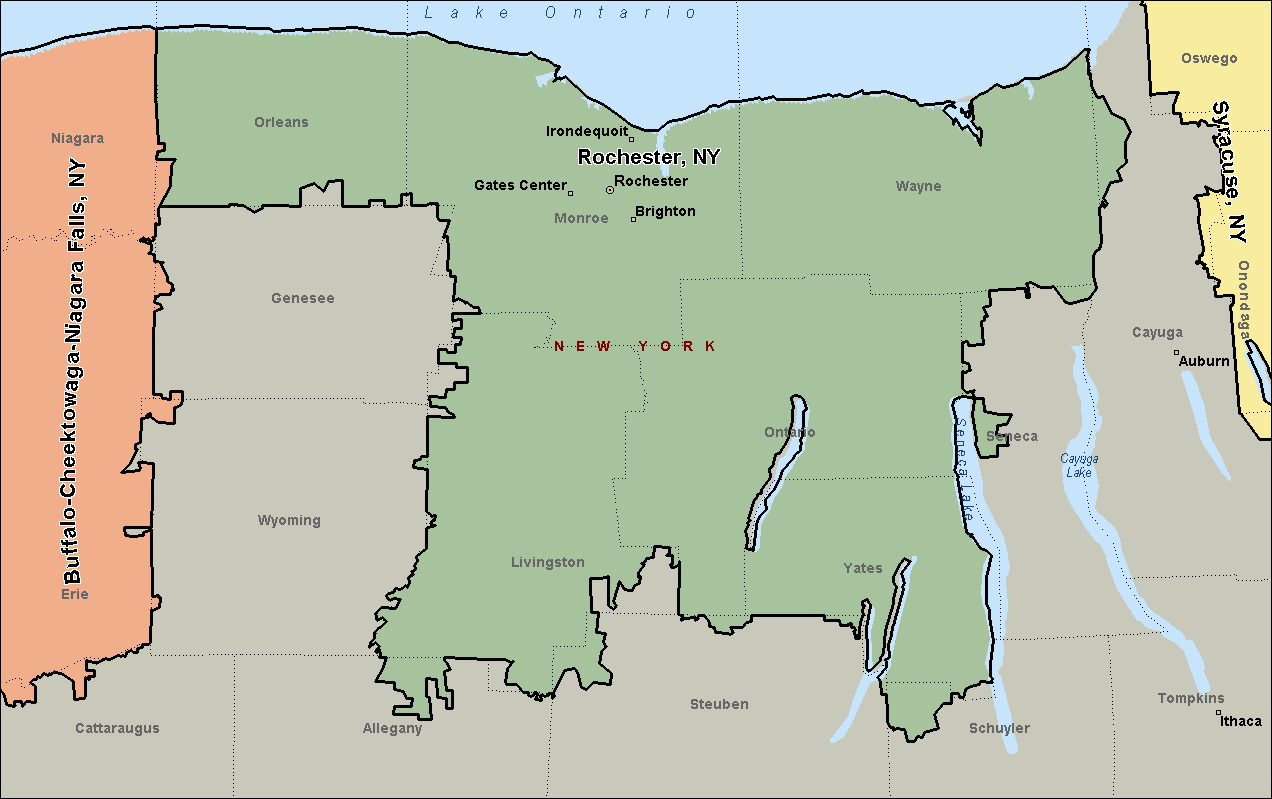 Lake Ontario
Oswego
Niagara
Orleans
Irondequoit
Rochester, NY
Gates Center
Rochester
Monroe
Brighton
Wayne
Syracuse, NY
Buffalo-Cheektowaga-Niagara Falls, NY
Onondaga
Genesee
NEW YORK
Cayuga
Auburn
Ontario
Seneca
Seneca Lake
Cayuga
Lake
Wyoming
Livingston
Yates
Erie
Cattaraugus
Allegany
Steuben
Schuyler
Tompkins
Ithaca